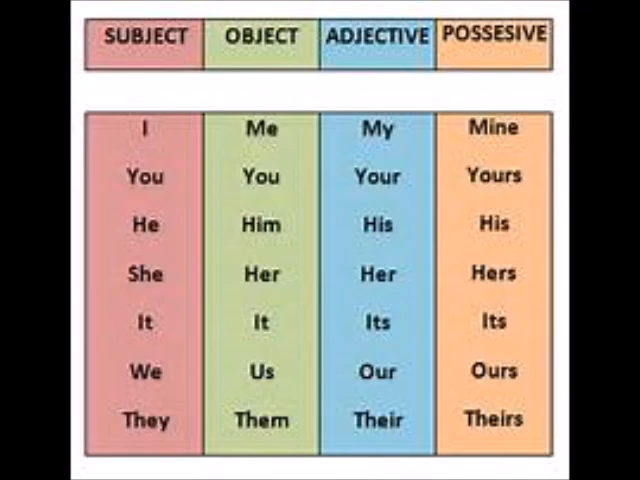 SUBJECT OBJECT ADJECTIVE POSSESIVE
I Me My Mine
You You Your Yours
He Him His His
She Her Her Hers
It It Its Its
We Us Our Ours
They Them Their Theirs